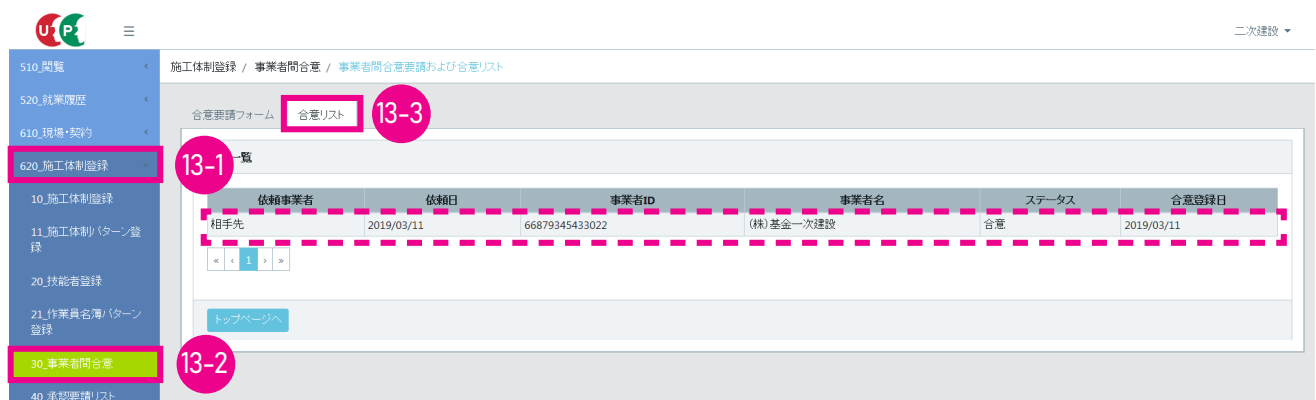 二次建設
510_閲覧
施工体制登録 / 事業者間合意 / 事業者間合意要請および合意リスト
520_就業履歴
合意要請フォーム 合意リスト 13-3
610_現場・契約
620_施工体制登録 13-1
一覧
10_施工体制登録
依頼事業者 依頼日 事業者ID 事業者名 ステータス 合意登録日
相手先 2019/03/11 66879345433022 (株)基金一次建設 合意 2019/03/11
11_施工体制パターン登
録
« ‹ 1 › »
20_技能者登録
21_作業員名簿パターン
登録
トップページへ
30_事業者間合意 13-2
40_承認要請リスト